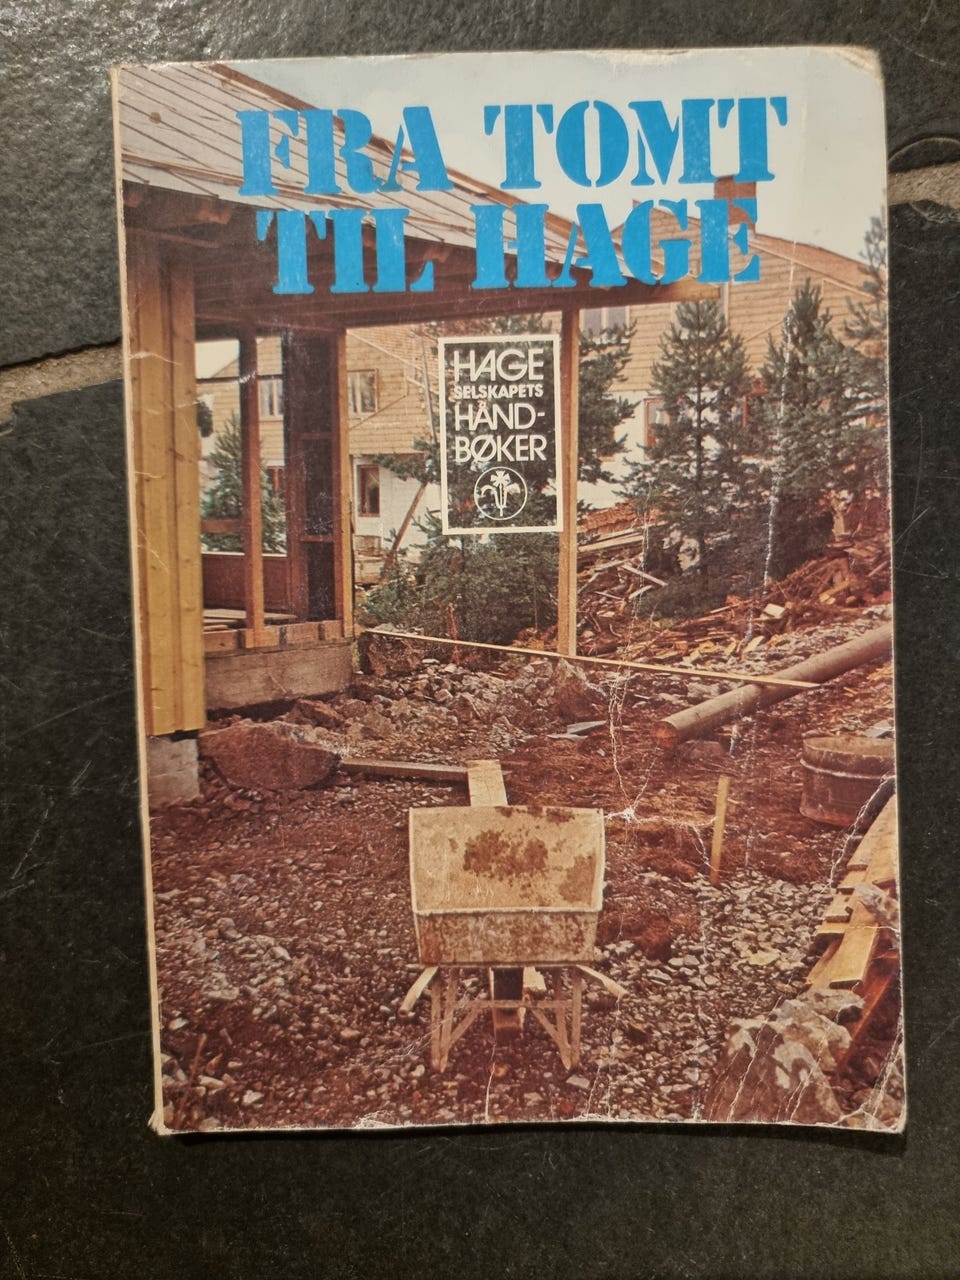 FRA TOMT
TIL HAGE
HAGE
SELSKAPETS
HÅND-
BØKER